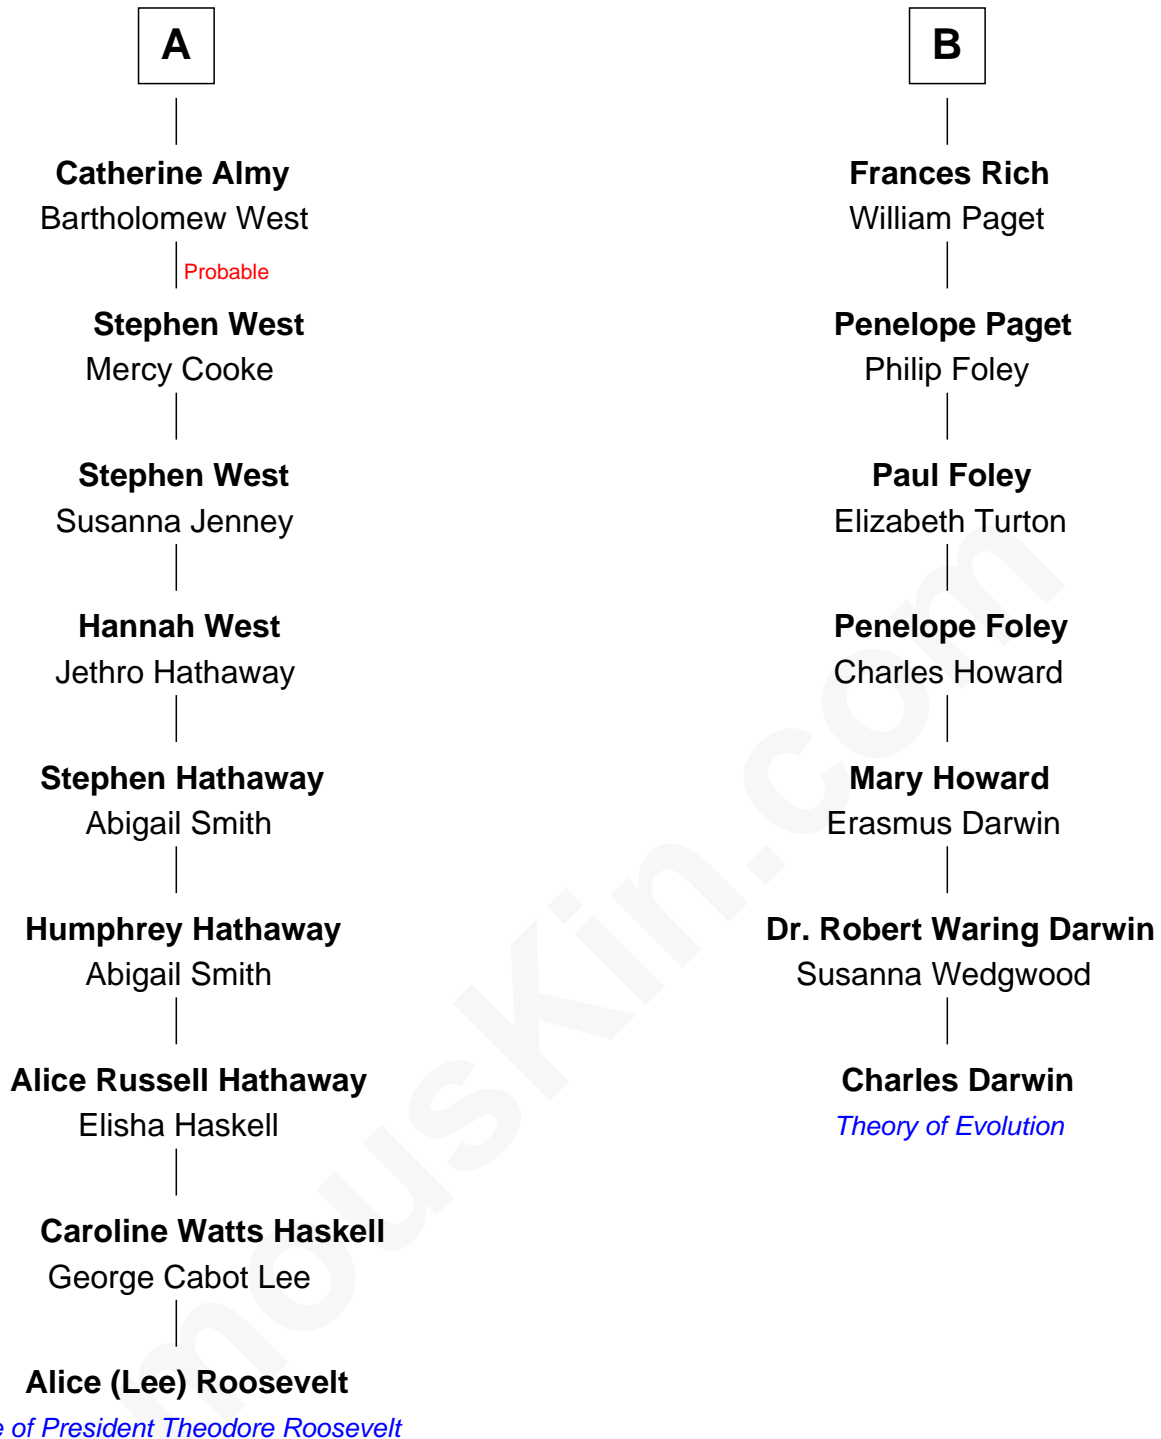 A
Catherine Almy
Bartholomew West
Probable
Stephen West
Mercy Cooke
Stephen West
Susanna Jenney
Hannah West
Jethro Hathaway
Stephen Hathaway
Abigail Smith
Humphrey Hathaway
Abigail Smith
Alice Russell Hathaway
Elisha Haskell
Caroline Watts Haskell
George Cabot Lee
Alice (Lee) Roosevelt
e of President Theodore Roosevelt
B
Frances Rich
William Paget
Penelope Paget
Philip Foley
Paul Foley
Elizabeth Turton
Penelope Foley
Charles Howard
Mary Howard
Erasmus Darwin
Dr. Robert Waring Darwin
Susanna Wedgwood
Charles Darwin
Theory of Evolution
mouskin.com